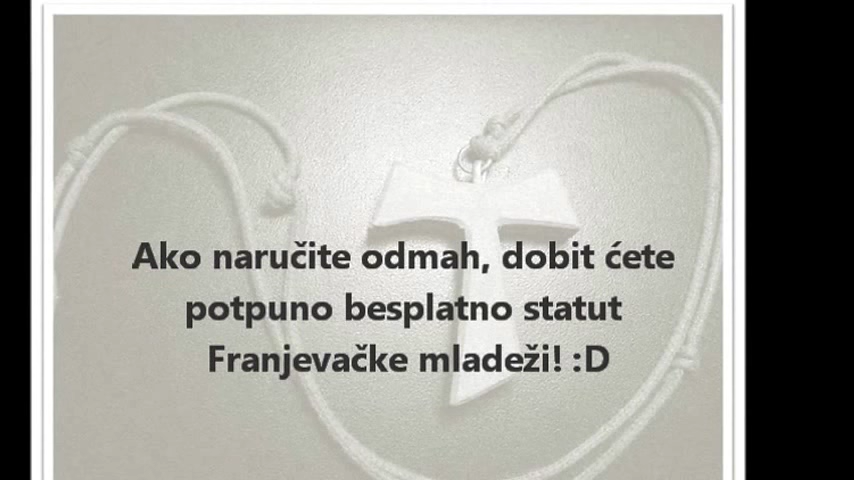 Ako naručite odmah, dobit ćete
potpuno besplatno statut
Franjevačke mladeži! :D